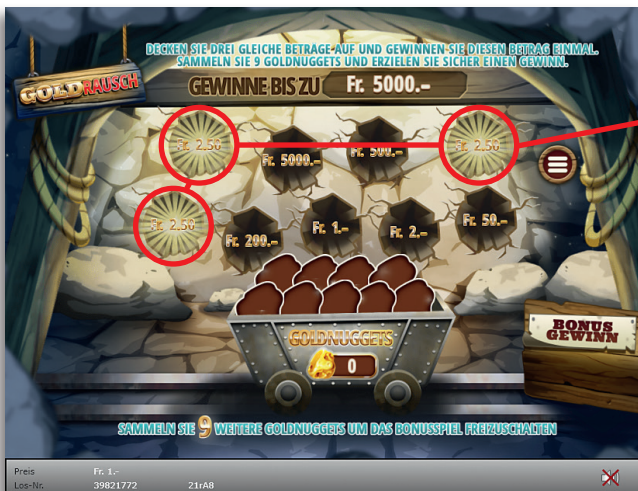 DECKEN SIE DREI GLEICHE BETRÄGE AUF UND GEWINNEN SIE DIESEN BETRAG EINMAL.
SAMMELN SIE 9 GOLDNUGGETS UND ERZIELEN SIE SICHER EINEN GEWINN.
GOLDRAUSCH
GEWINNE BIS ZU Fr. 5000.–
Fr. 2.50
Fr. 5000.–
Fr. 500.–
Fr. 2.50
Fr. 2.50
Fr. 200.–
Fr. 1.–
Fr. 2.–
Fr. 50.–
GOLDNUGGETS
0
BONUS
GEWINN
SAMMELN SIE 9 WEITERE GOLDNUGGETS UM DAS BONUSSPIEL FREIZUSCHALTEN
Preis Fr. 1.–
Los-Nr. 39821772 21rA8